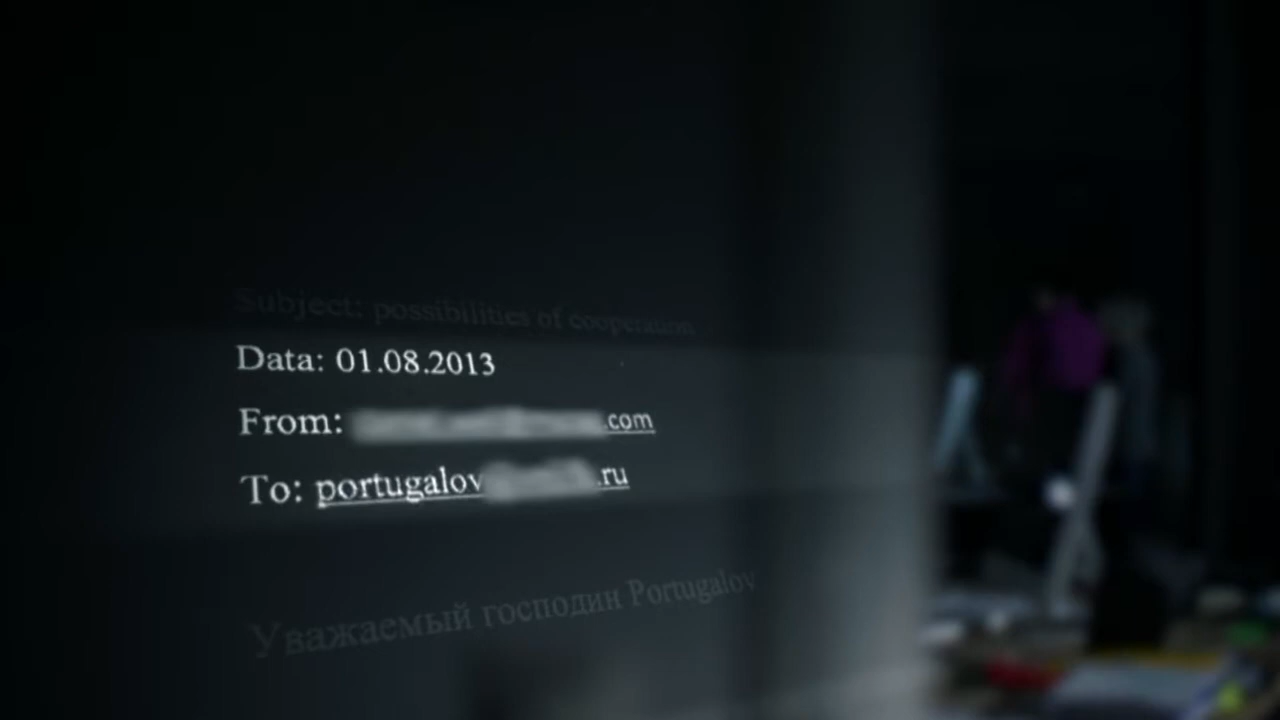 Subject: possibilities of cooperation
Data: 01.08.2013
From: .com
To: portugalov .ru
Уважаемый господин Portugalov